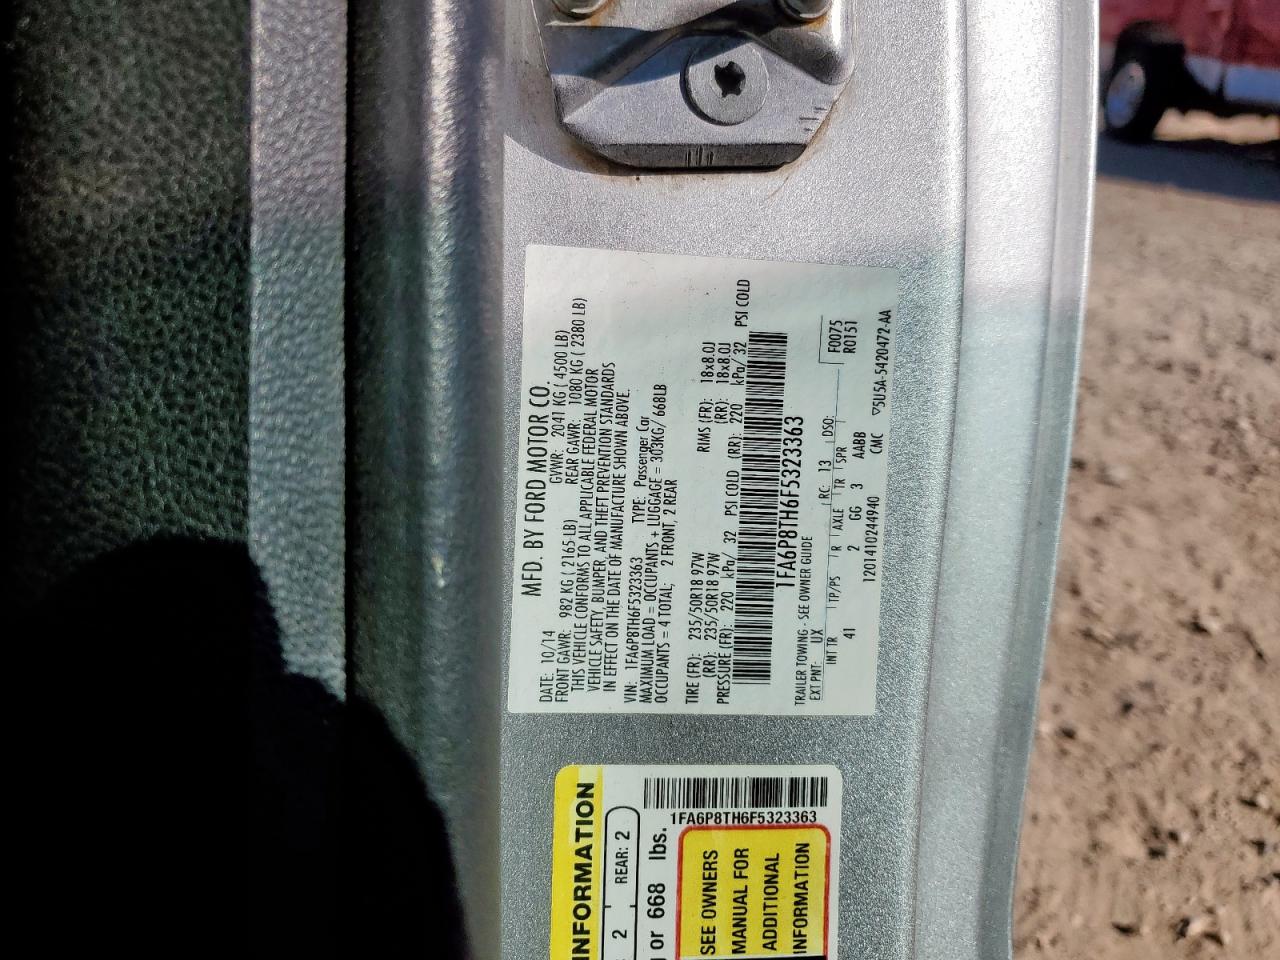 MFD. BY FORD MOTOR CO.
DATE: 10/14 GVWR: 2041 KG ( 4500 LB)
FRONT GAWR: 982 KG ( 2165 LB) REAR GAWR: 1080 KG ( 2380 LB)
THIS VEHICLE CONFORMS TO ALL APPLICABLE FEDERAL MOTOR
VEHICLE SAFETY, BUMPER, AND THEFT PREVENTION STANDARDS
IN EFFECT ON THE DATE OF MANUFACTURE SHOWN ABOVE.
VIN: 1FA6P8TH6F5323363 TYPE: Passenger Car
MAXIMUM LOAD = OCCUPANTS + LUGGAGE = 303KG/ 668LB
OCCUPANTS = 4 TOTAL; 2 FRONT, 2 REAR
TIRE (FR): 235/50R18 97W RIMS (FR): 18x8.0J
(RR): 235/50R18 97W (RR): 18x8.0J
PRESSURE (FR): 220 kPa/ 32 PSI COLD (RR): 220 kPa/ 32 PSI COLD
1FA6P8TH6F5323363
TRAILER TOWING - SEE OWNER GUIDE
EXT PNT: UX RC: 13 DSO: F0075
INT TR TP/PS R AXLE TR SPR R0151
41 2 GG 3 AABB
1201410244940 CMC ▽5U5A-5420472-AA
INFORMATION
2 REAR: 2
or 668 lbs.
1FA6P8TH6F5323363
SEE OWNERS
MANUAL FOR
ADDITIONAL
INFORMATION